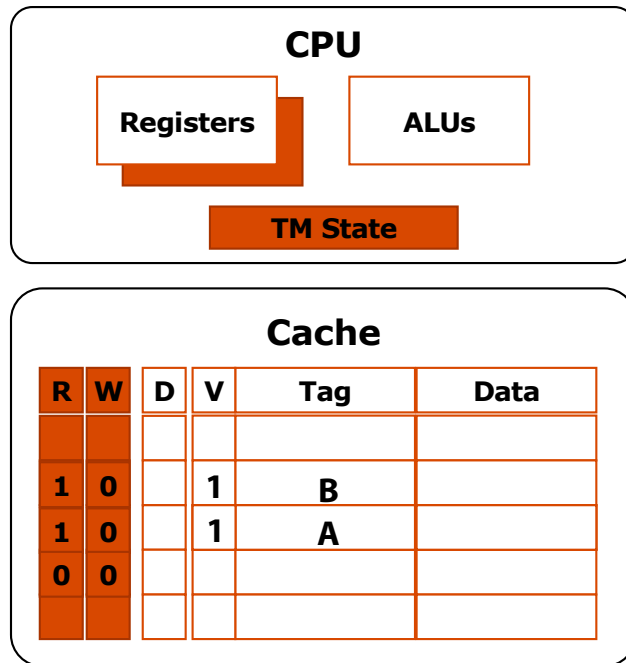 CPU
Registers ALUs
TM State
Cache
R W D V Tag Data
1 0 1 B
1 0 1 A
0 0